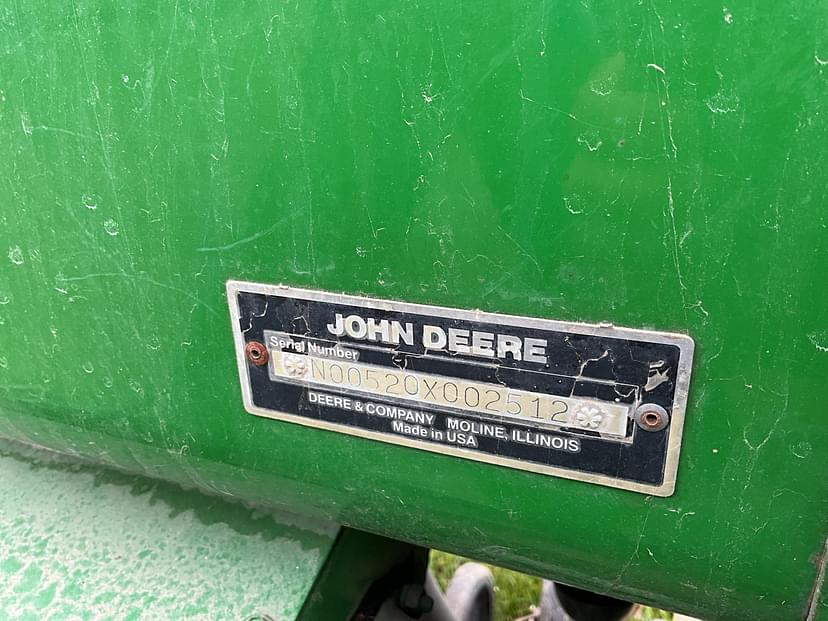 JOHN DEERE
Serial Number
N00520X002512
DEERE & COMPANY MOLINE, ILLINOIS
Made in USA